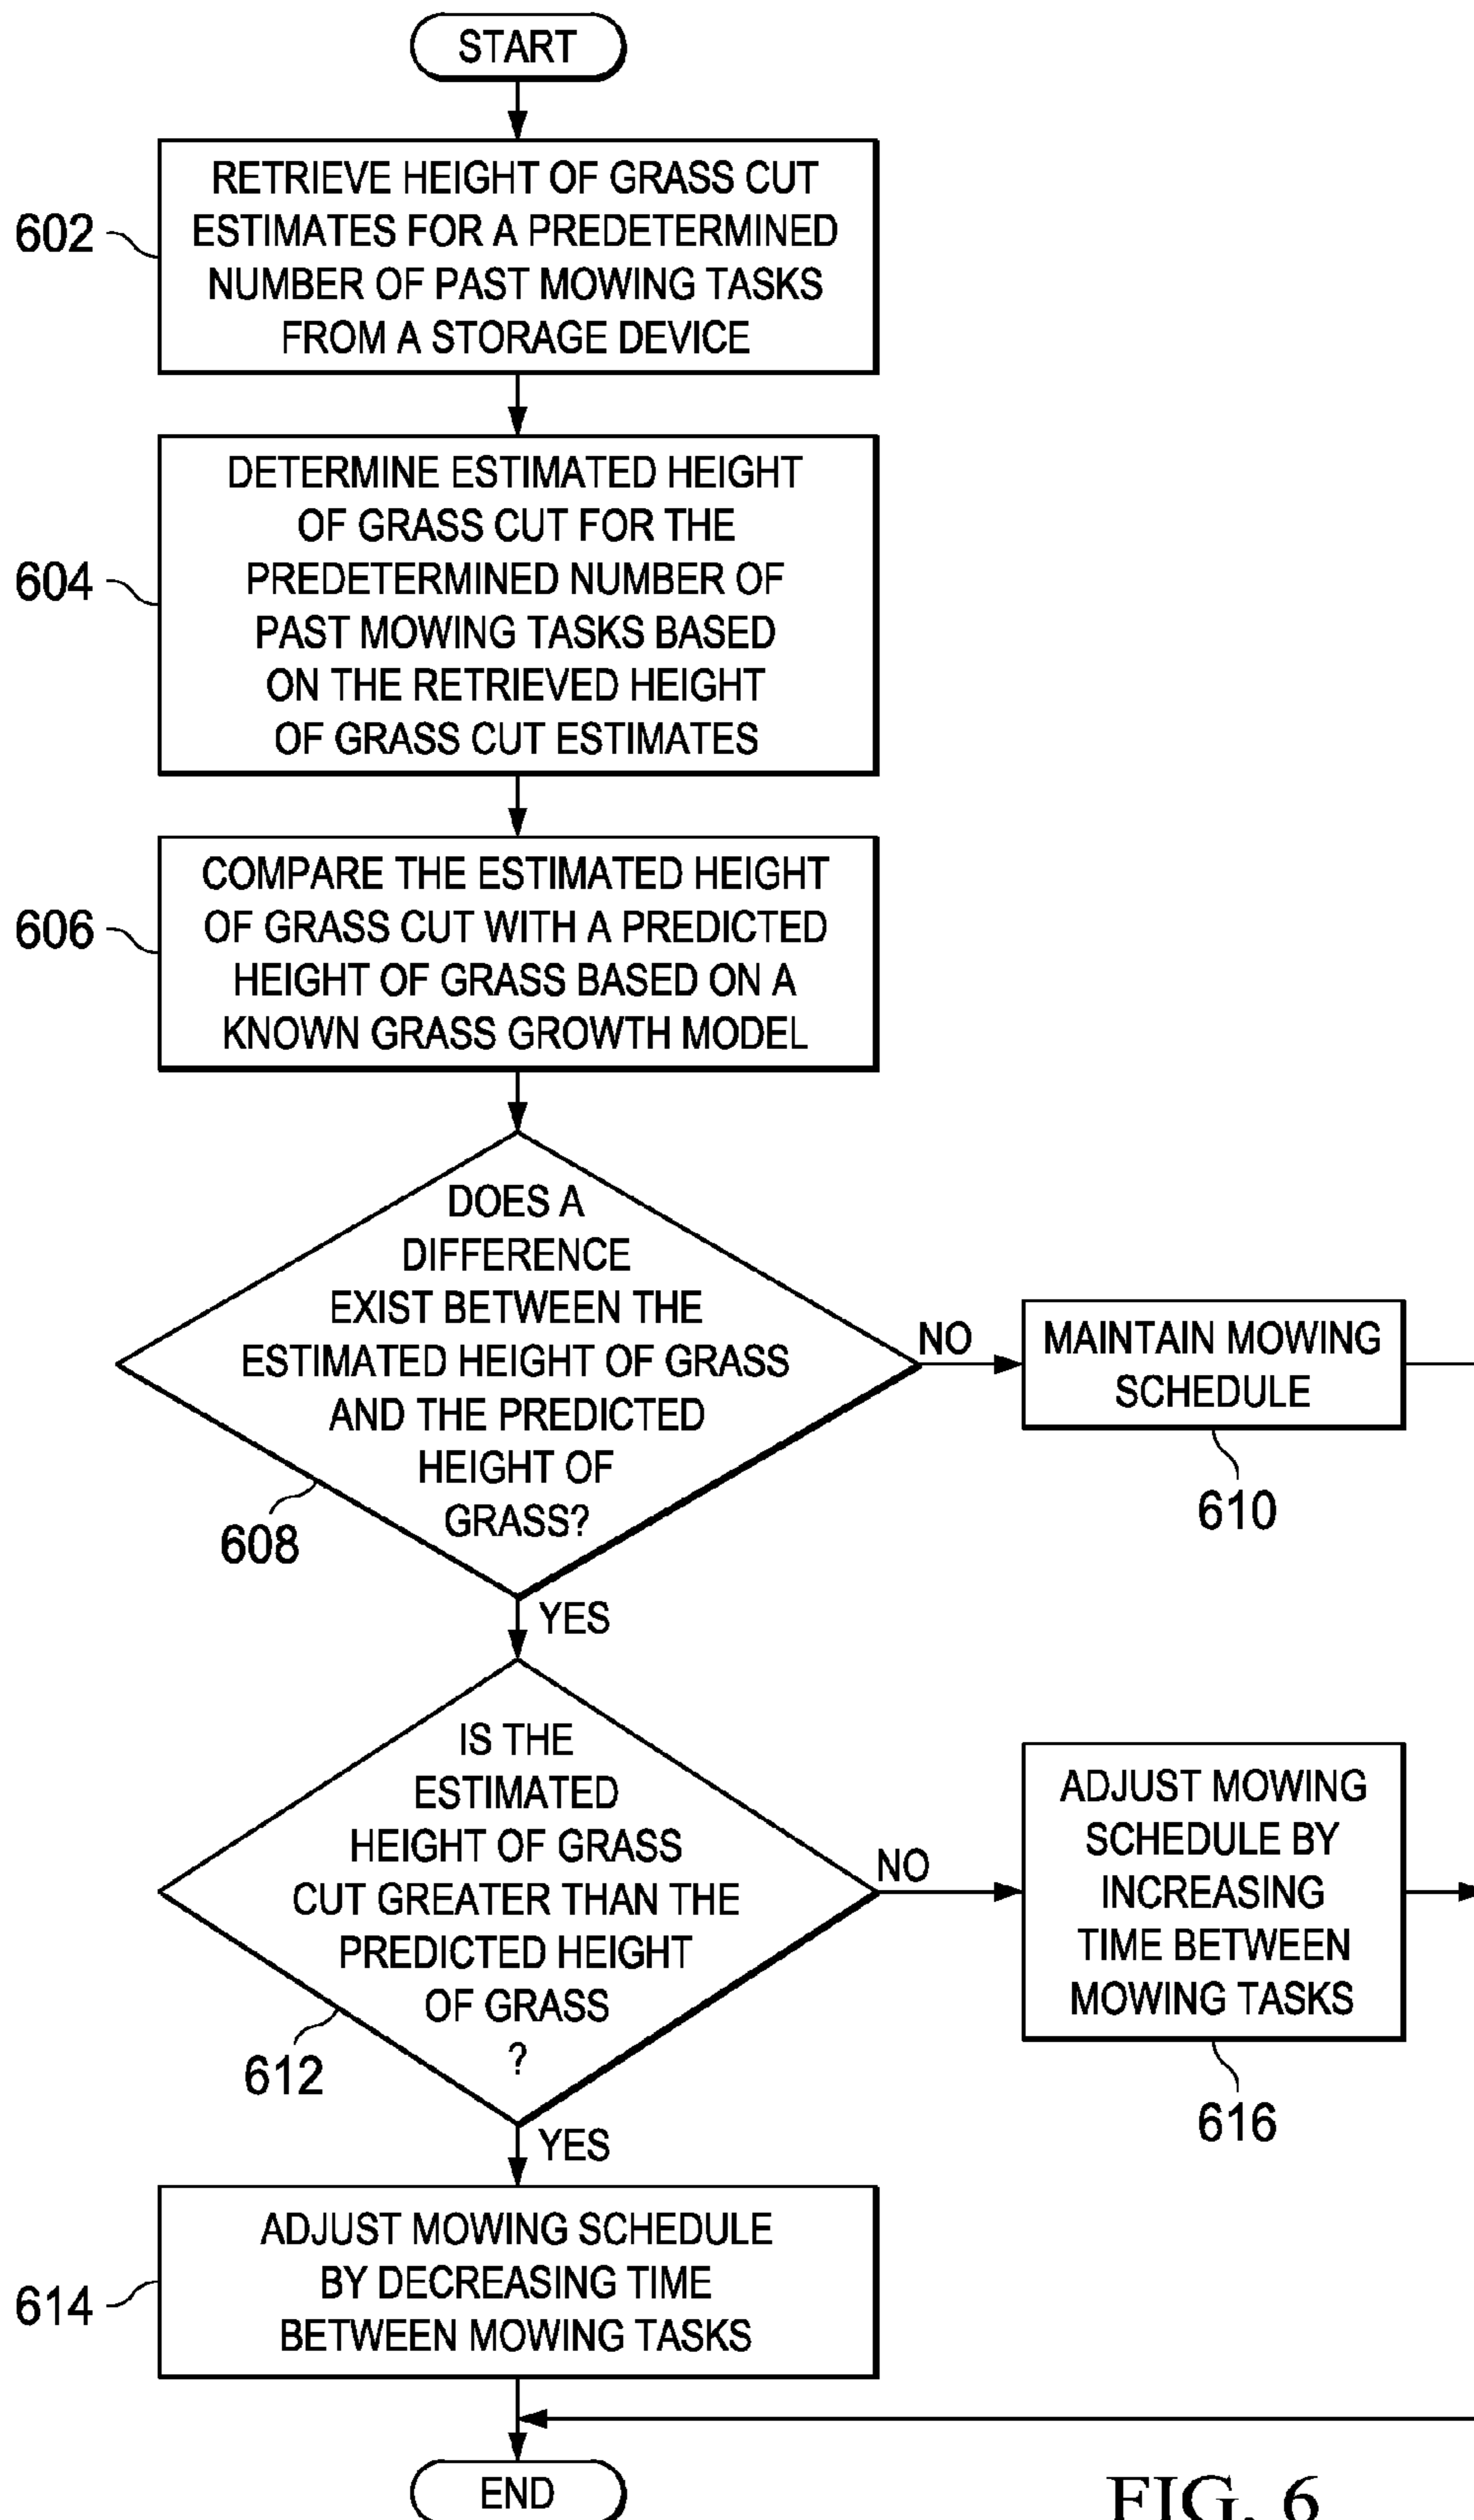 START
602
RETRIEVE HEIGHT OF GRASS CUT
ESTIMATES FOR A PREDETERMINED
NUMBER OF PAST MOWING TASKS
FROM A STORAGE DEVICE
604
DETERMINE ESTIMATED HEIGHT
OF GRASS CUT FOR THE
PREDETERMINED NUMBER OF
PAST MOWING TASKS BASED
ON THE RETRIEVED HEIGHT
OF GRASS CUT ESTIMATES
606
COMPARE THE ESTIMATED HEIGHT
OF GRASS CUT WITH A PREDICTED
HEIGHT OF GRASS BASED ON A
KNOWN GRASS GROWTH MODEL
DOES A
DIFFERENCE
EXIST BETWEEN THE
ESTIMATED HEIGHT OF GRASS
AND THE PREDICTED
HEIGHT OF
GRASS?
608
NO
MAINTAIN MOWING
SCHEDULE
610
YES
IS THE
ESTIMATED
HEIGHT OF GRASS
CUT GREATER THAN THE
PREDICTED HEIGHT
OF GRASS
?
612
NO
ADJUST MOWING
SCHEDULE BY
INCREASING
TIME BETWEEN
MOWING TASKS
616
YES
614
ADJUST MOWING SCHEDULE
BY DECREASING TIME
BETWEEN MOWING TASKS
END
FIG. 6